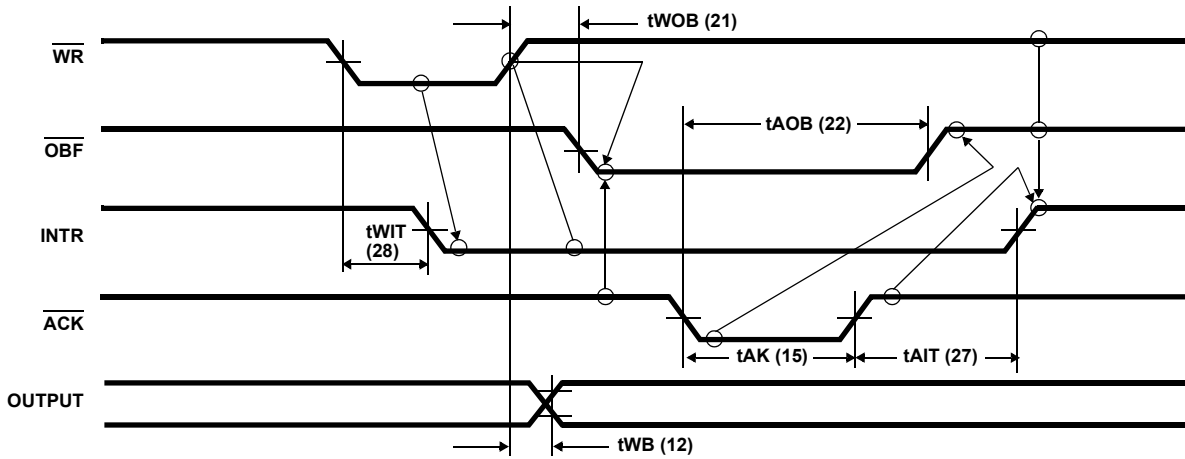 tWOB (21)
WR
tAOB (22)
OBF
INTR
tWIT
(28)
ACK
tAK (15)
tAIT (27)
OUTPUT
tWB (12)